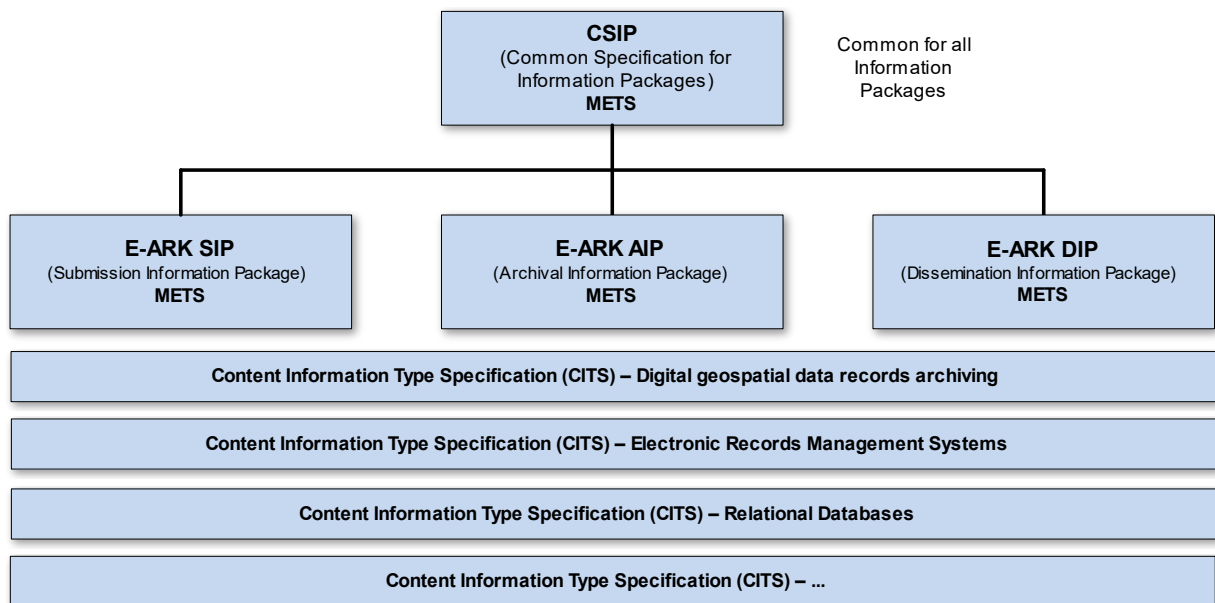 CSIP
(Common Specification for
Information Packages)
METS
Common for all
Information
Packages
E-ARK SIP
(Submission Information Package)
METS
E-ARK AIP
(Archival Information Package)
METS
E-ARK DIP
(Dissemination Information Package)
METS
Content Information Type Specification (CITS) – Digital geospatial data records archiving
Content Information Type Specification (CITS) – Electronic Records Management Systems
Content Information Type Specification (CITS) – Relational Databases
Content Information Type Specification (CITS) – ...